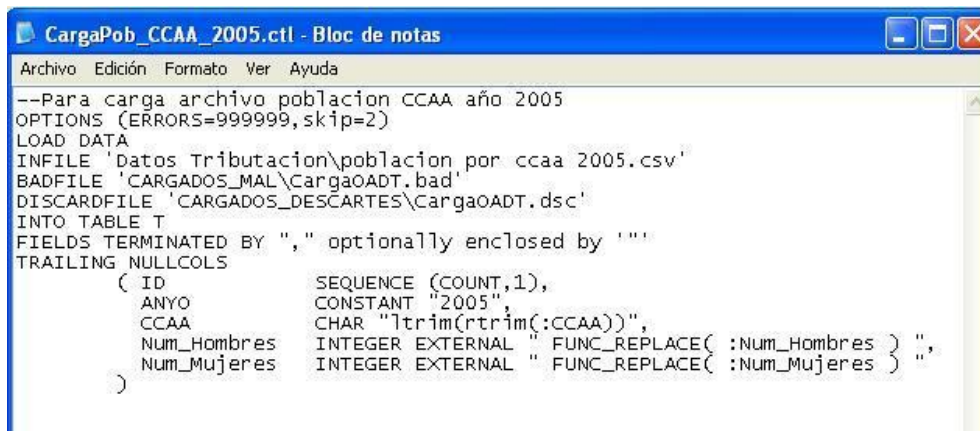 CargaPob_CCAA_2005.ctl - Bloc de notas
Archivo Edición Formato Ver Ayuda
--Para carga archivo poblacion CCAA año 2005
OPTIONS (ERRORS=999999,skip=2)
LOAD DATA
INFILE 'Datos Tributacion\poblacion por ccaa 2005.csv'
BADFILE 'CARGADOS_MAL\CargaOADT.bad'
DISCARDFILE 'CARGADOS_DESCARTES\CargaOADT.dsc'
INTO TABLE T
FIELDS TERMINATED BY "," optionally enclosed by '"'
TRAILING NULLCOLS
( ID SEQUENCE (COUNT,1),
ANYO CONSTANT "2005",
CCAA CHAR "ltrim(rtrim(:CCAA))",
Num_Hombres INTEGER EXTERNAL " FUNC_REPLACE( :Num_Hombres ) ",
Num_Mujeres INTEGER EXTERNAL " FUNC_REPLACE( :Num_Mujeres ) "
)